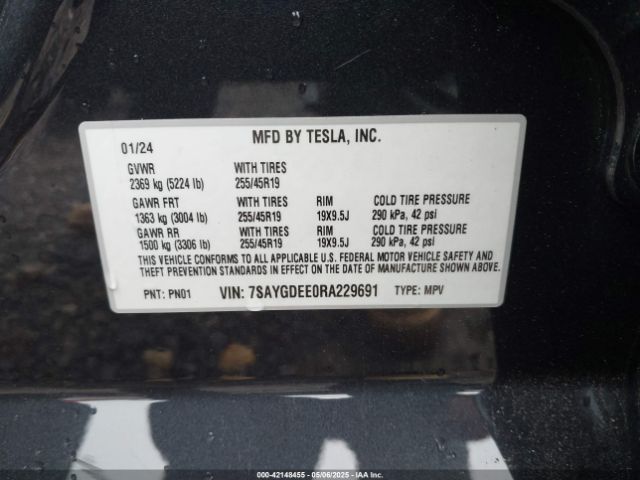 01/24 MFD BY TESLA, INC.
GVWR WITH TIRES
2369 kg (5224 lb) 255/45R19
GAWR FRT WITH TIRES RIM COLD TIRE PRESSURE
1363 kg (3004 lb) 255/45R19 19X9.5J 290 kPa, 42 psi
GAWR RR WITH TIRES RIM COLD TIRE PRESSURE
1500 kg (3306 lb) 255/45R19 19X9.5J 290 kPa, 42 psi
THIS VEHICLE CONFORMS TO ALL APPLICABLE U.S. FEDERAL MOTOR VEHICLE SAFETY AND
THEFT PREVENTION STANDARDS IN EFFECT ON THE DATE OF MANUFACTURE SHOWN ABOVE.
PNT: PN01 VIN: 7SAYGDEE0RA229691 TYPE: MPV
000-42148455 - 05/06/2025 - IAAI